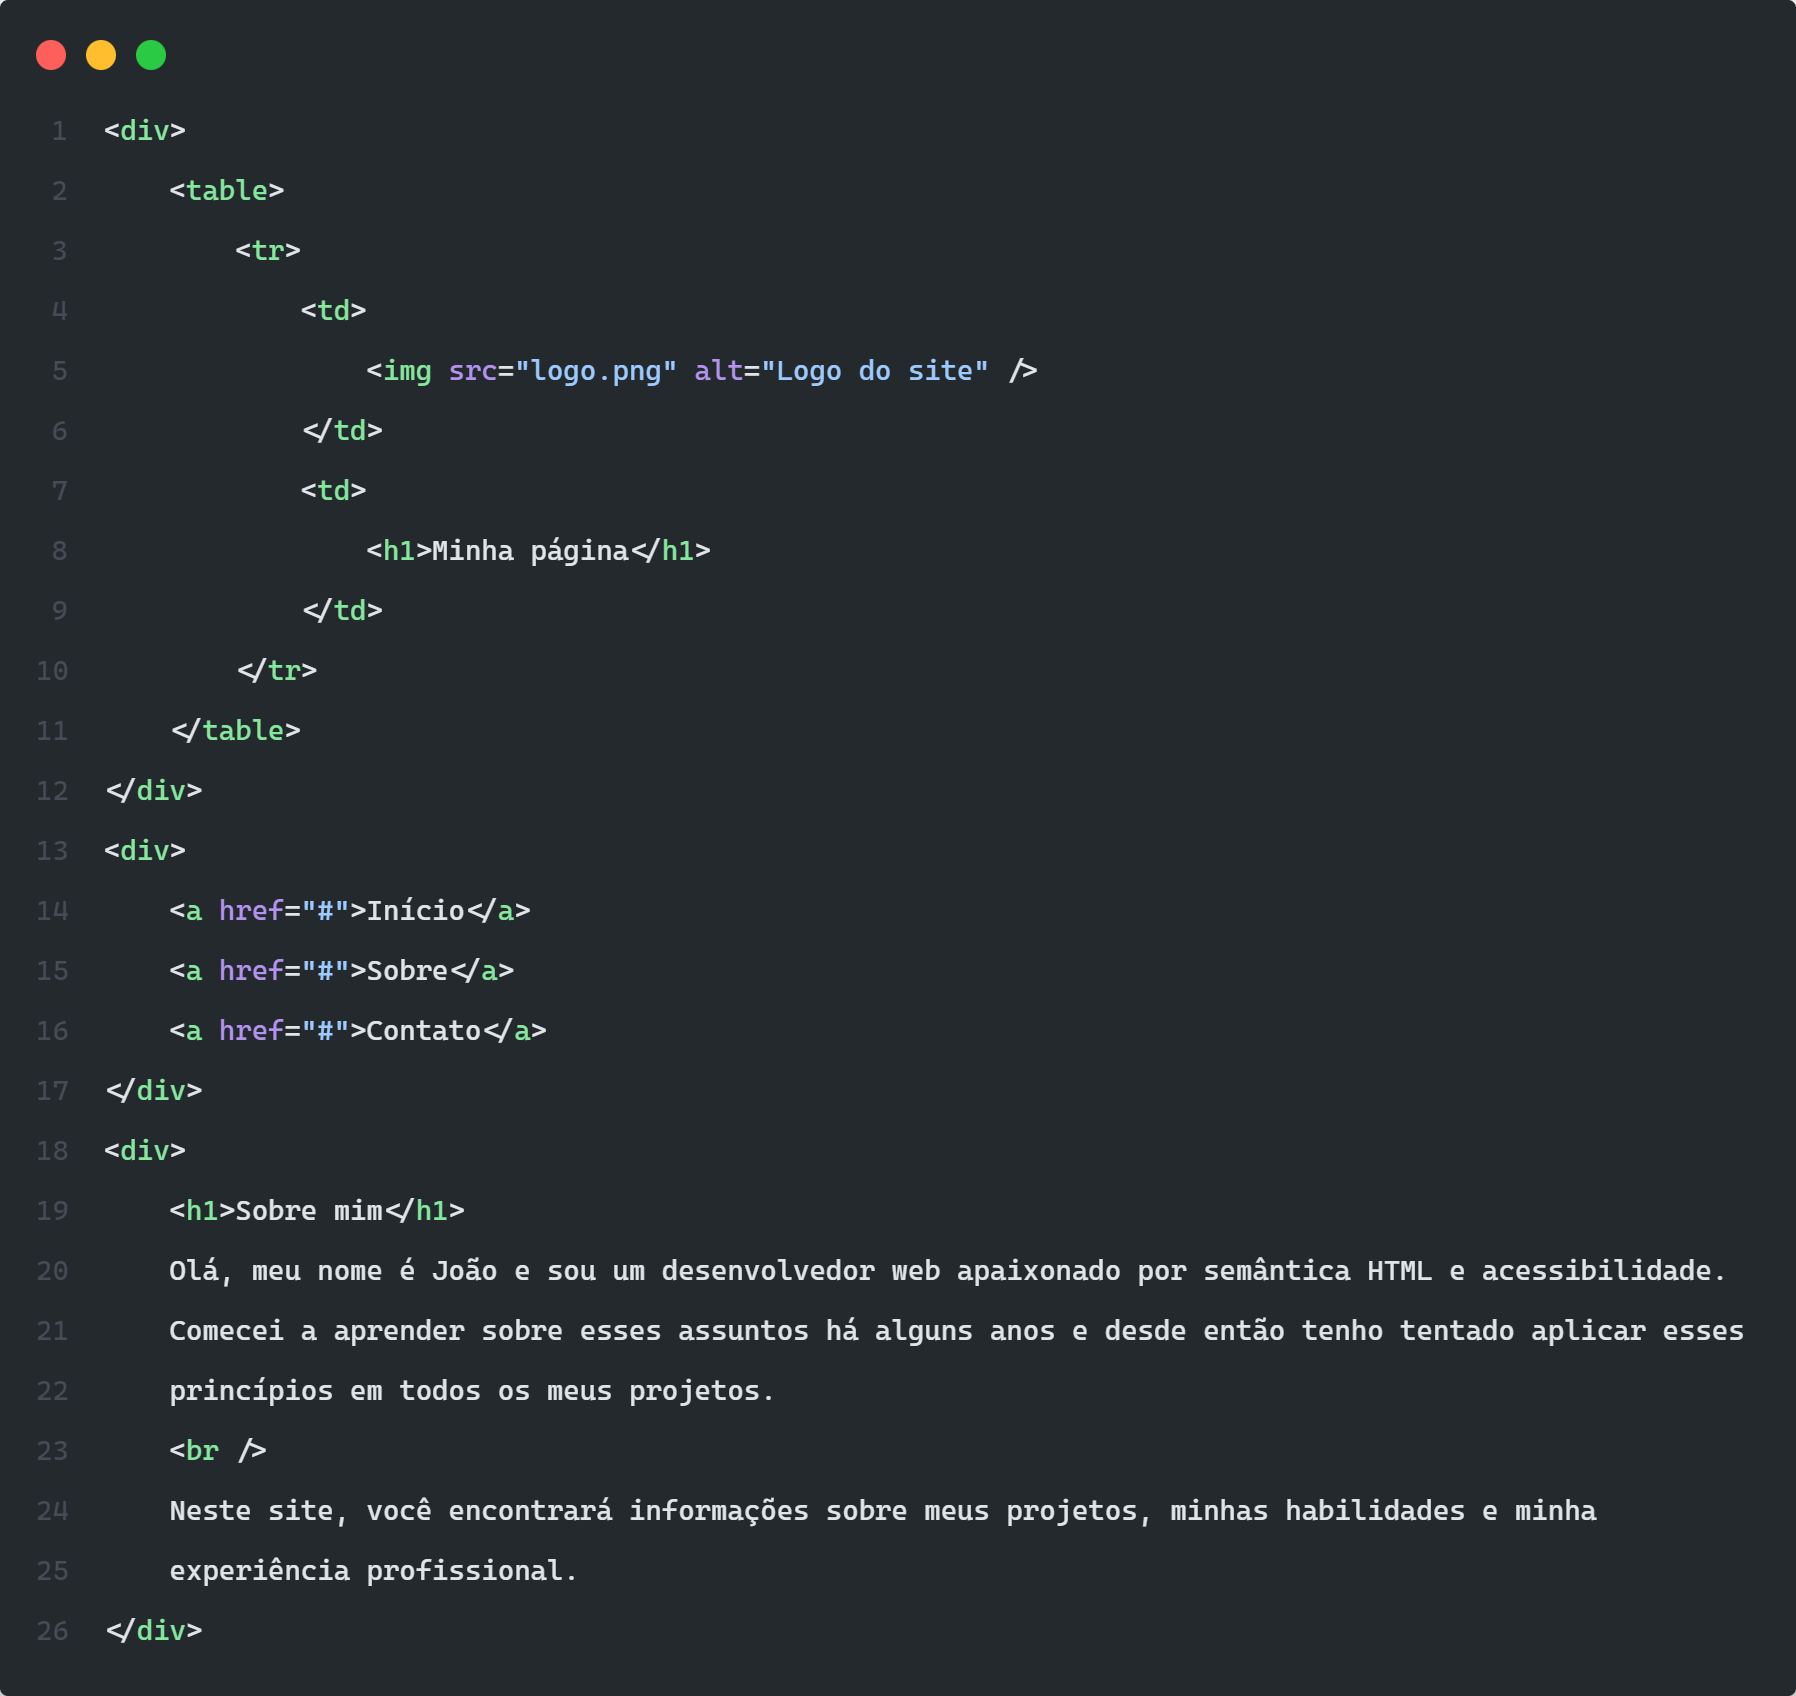 1 <div>
2 <table>
3 <tr>
4 <td>
5 <img src="logo.png" alt="Logo do site" />
6 </td>
7 <td>
8 <h1>Minha página</h1>
9 </td>
10 </tr>
11 </table>
12 </div>
13 <div>
14 <a href="#">Início</a>
15 <a href="#">Sobre</a>
16 <a href="#">Contato</a>
17 </div>
18 <div>
19 <h1>Sobre mim</h1>
20 Olá, meu nome é João e sou um desenvolvedor web apaixonado por semântica HTML e acessibilidade.
21 Comecei a aprender sobre esses assuntos há alguns anos e desde então tenho tentado aplicar esses
22 princípios em todos os meus projetos.
23 <br />
24 Neste site, você encontrará informações sobre meus projetos, minhas habilidades e minha
25 experiência profissional.
26 </div>